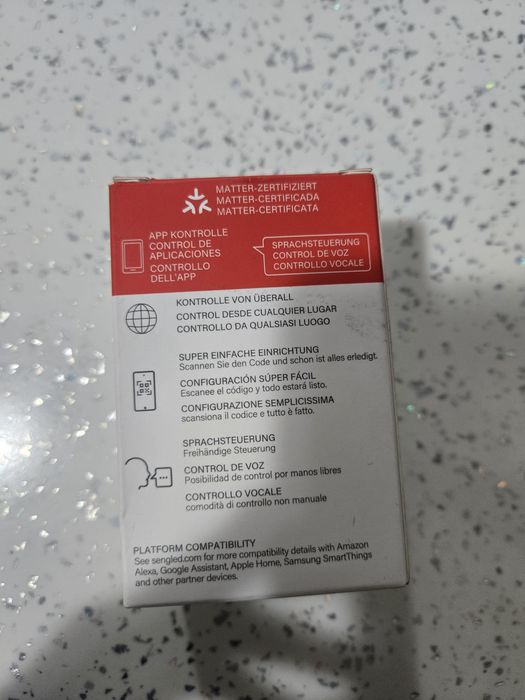 MATTER-ZERTIFIZIERT
MATTER-CERTIFICADA
MATTER-CERTIFICATA
APP KONTROLLE
CONTROL DE
APLICACIONES
CONTROLLO
DELL'APP
SPRACHSTEUERUNG
CONTROL DE VOZ
CONTROLLO VOCALE
KONTROLLE VON ÜBERALL
CONTROL DESDE CUALQUIER LUGAR
CONTROLLO DA QUALSIASI LUOGO
SUPER EINFACHE EINRICHTUNG
Scannen Sie den Code und schon ist alles erledigt.
CONFIGURACIÓN SÚPER FÁCIL
Escanee el código y todo estará listo.
CONFIGURAZIONE SEMPLICISSIMA
scansiona il codice e tutto è fatto.
SPRACHSTEUERUNG
Freihändige Steuerung
CONTROL DE VOZ
Posibilidad de control por manos libres
CONTROLLO VOCALE
comodità di controllo non manuale
PLATFORM COMPATIBILITY
See sengled.com for more compatibility details with Amazon
Alexa, Google Assistant, Apple Home, Samsung SmartThings
and other partner devices.